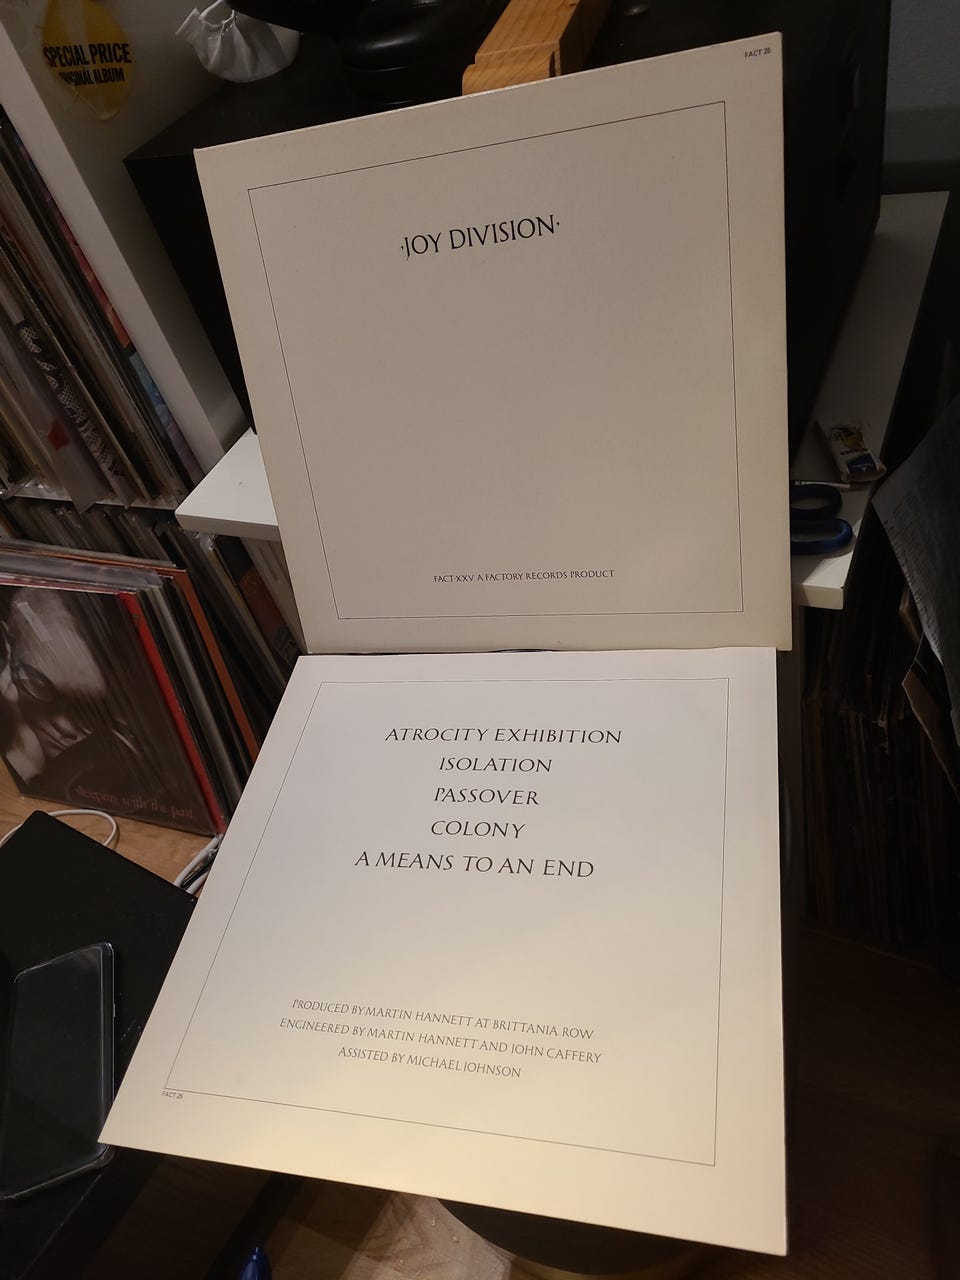 SPECIAL PRICE
ORIGINAL ALBUM
FACT 25
·JOY DIVISION·
FACT·XXV A FACTORY RECORDS PRODUCT
ATROCITY EXHIBITION
ISOLATION
PASSOVER
COLONY
A MEANS TO AN END
PRODUCED BY MARTIN HANNETT AT BRITTANIA ROW
ENGINEERED BY MARTIN HANNETT AND JOHN CAFFERY
ASSISTED BY MICHAEL JOHNSON
FACT.25
sleeping with the past